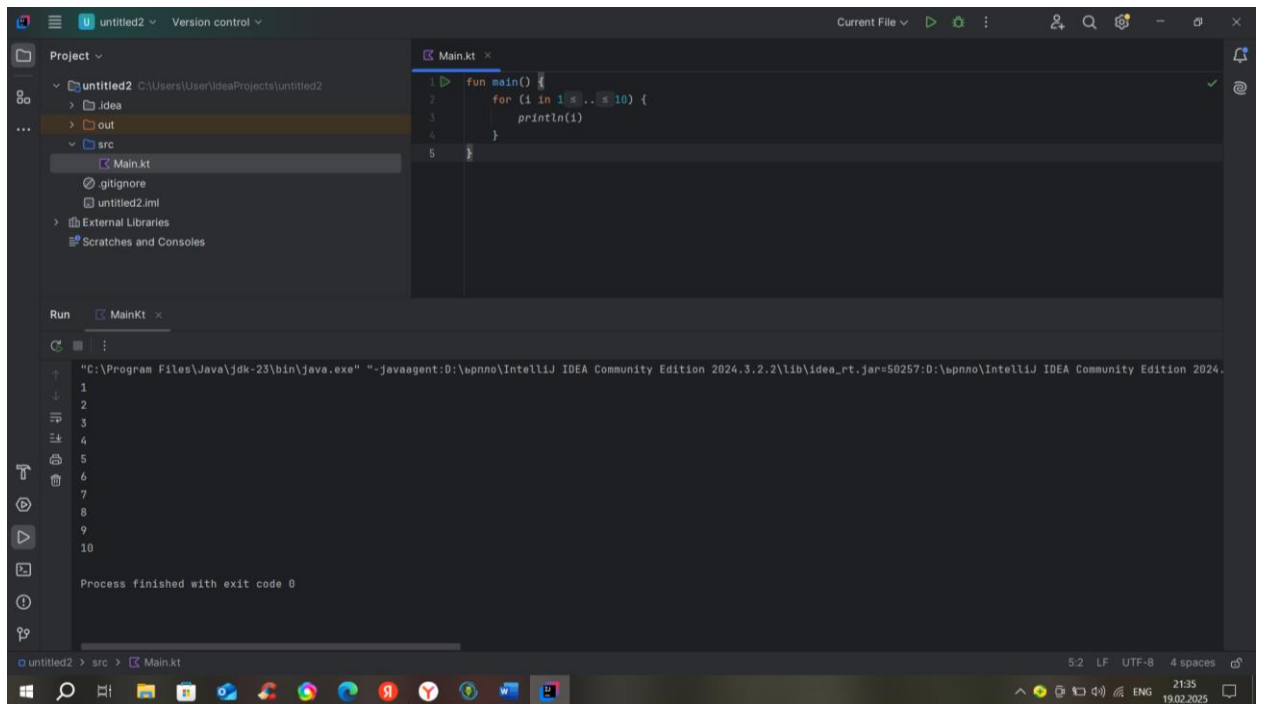 U untitled2 Version control Current File
Project
untitled2 C:\Users\User\IdeaProjects\untitled2
.idea
out
src
Main.kt
.gitignore
untitled2.iml
External Libraries
Scratches and Consoles
Main.kt
1 fun main() {
2 for (i in 1 ≤ .. ≤ 10) {
3 println(i)
4 }
5 }
Run MainKt
"C:\Program Files\Java\jdk-23\bin\java.exe" "-javaagent:D:\ьрпло\IntelliJ IDEA Community Edition 2024.3.2.2\lib\idea_rt.jar=50257:D:\ьрпло\IntelliJ IDEA Community Edition 2024.
1
2
3
4
5
6
7
8
9
10
Process finished with exit code 0
untitled2 > src > Main.kt 5:2 LF UTF-8 4 spaces
ENG 21:35
19.02.2025